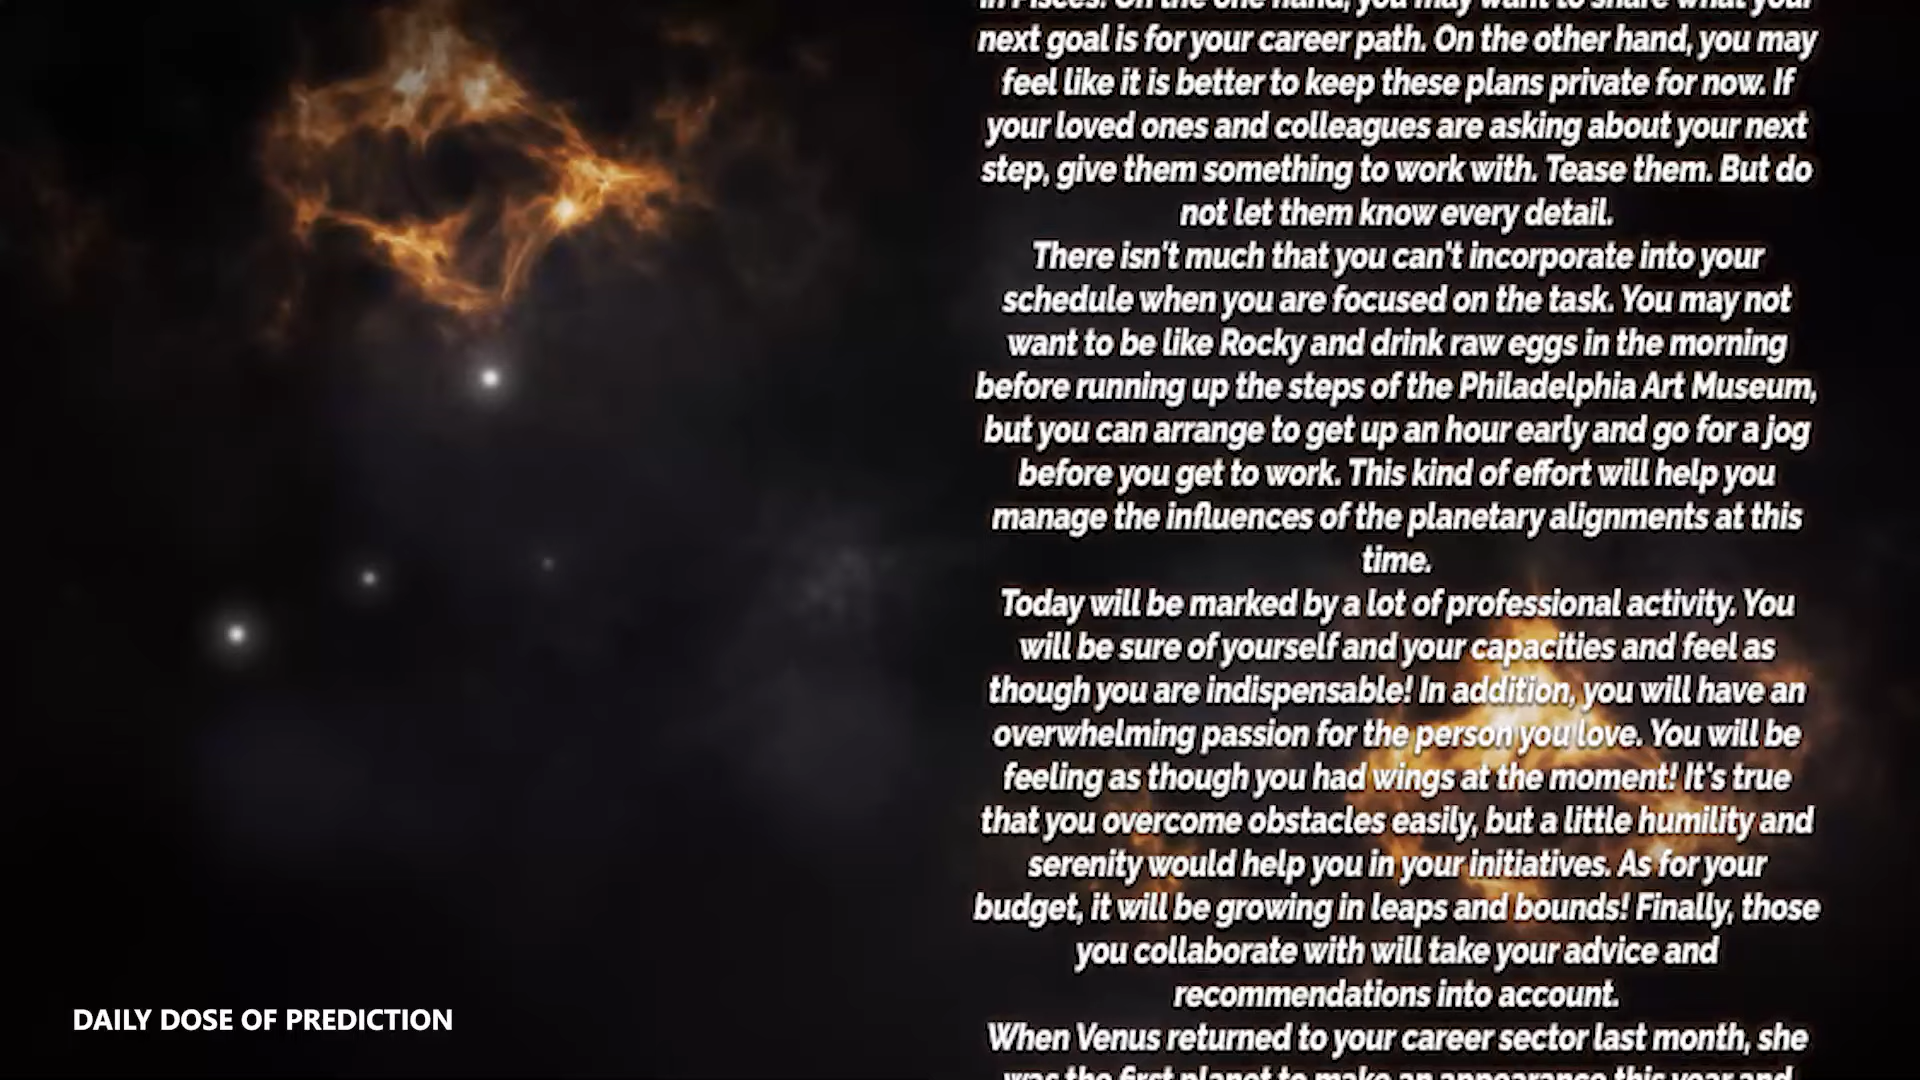 in Pisces. On the one hand, you may want to share what your
next goal is for your career path. On the other hand, you may
feel like it is better to keep these plans private for now. If
your loved ones and colleagues are asking about your next
step, give them something to work with. Tease them. But do
not let them know every detail.
There isn't much that you can't incorporate into your
schedule when you are focused on the task. You may not
want to be like Rocky and drink raw eggs in the morning
before running up the steps of the Philadelphia Art Museum,
but you can arrange to get up an hour early and go for a jog
before you get to work. This kind of effort will help you
manage the influences of the planetary alignments at this
time.
Today will be marked by a lot of professional activity. You
will be sure of yourself and your capacities and feel as
though you are indispensable! In addition, you will have an
overwhelming passion for the person you love. You will be
feeling as though you had wings at the moment! It's true
that you overcome obstacles easily, but a little humility and
serenity would help you in your initiatives. As for your
budget, it will be growing in leaps and bounds! Finally, those
you collaborate with will take your advice and
recommendations into account.
When Venus returned to your career sector last month, she
was the first planet to make an appearance this year and
DAILY DOSE OF PREDICTION